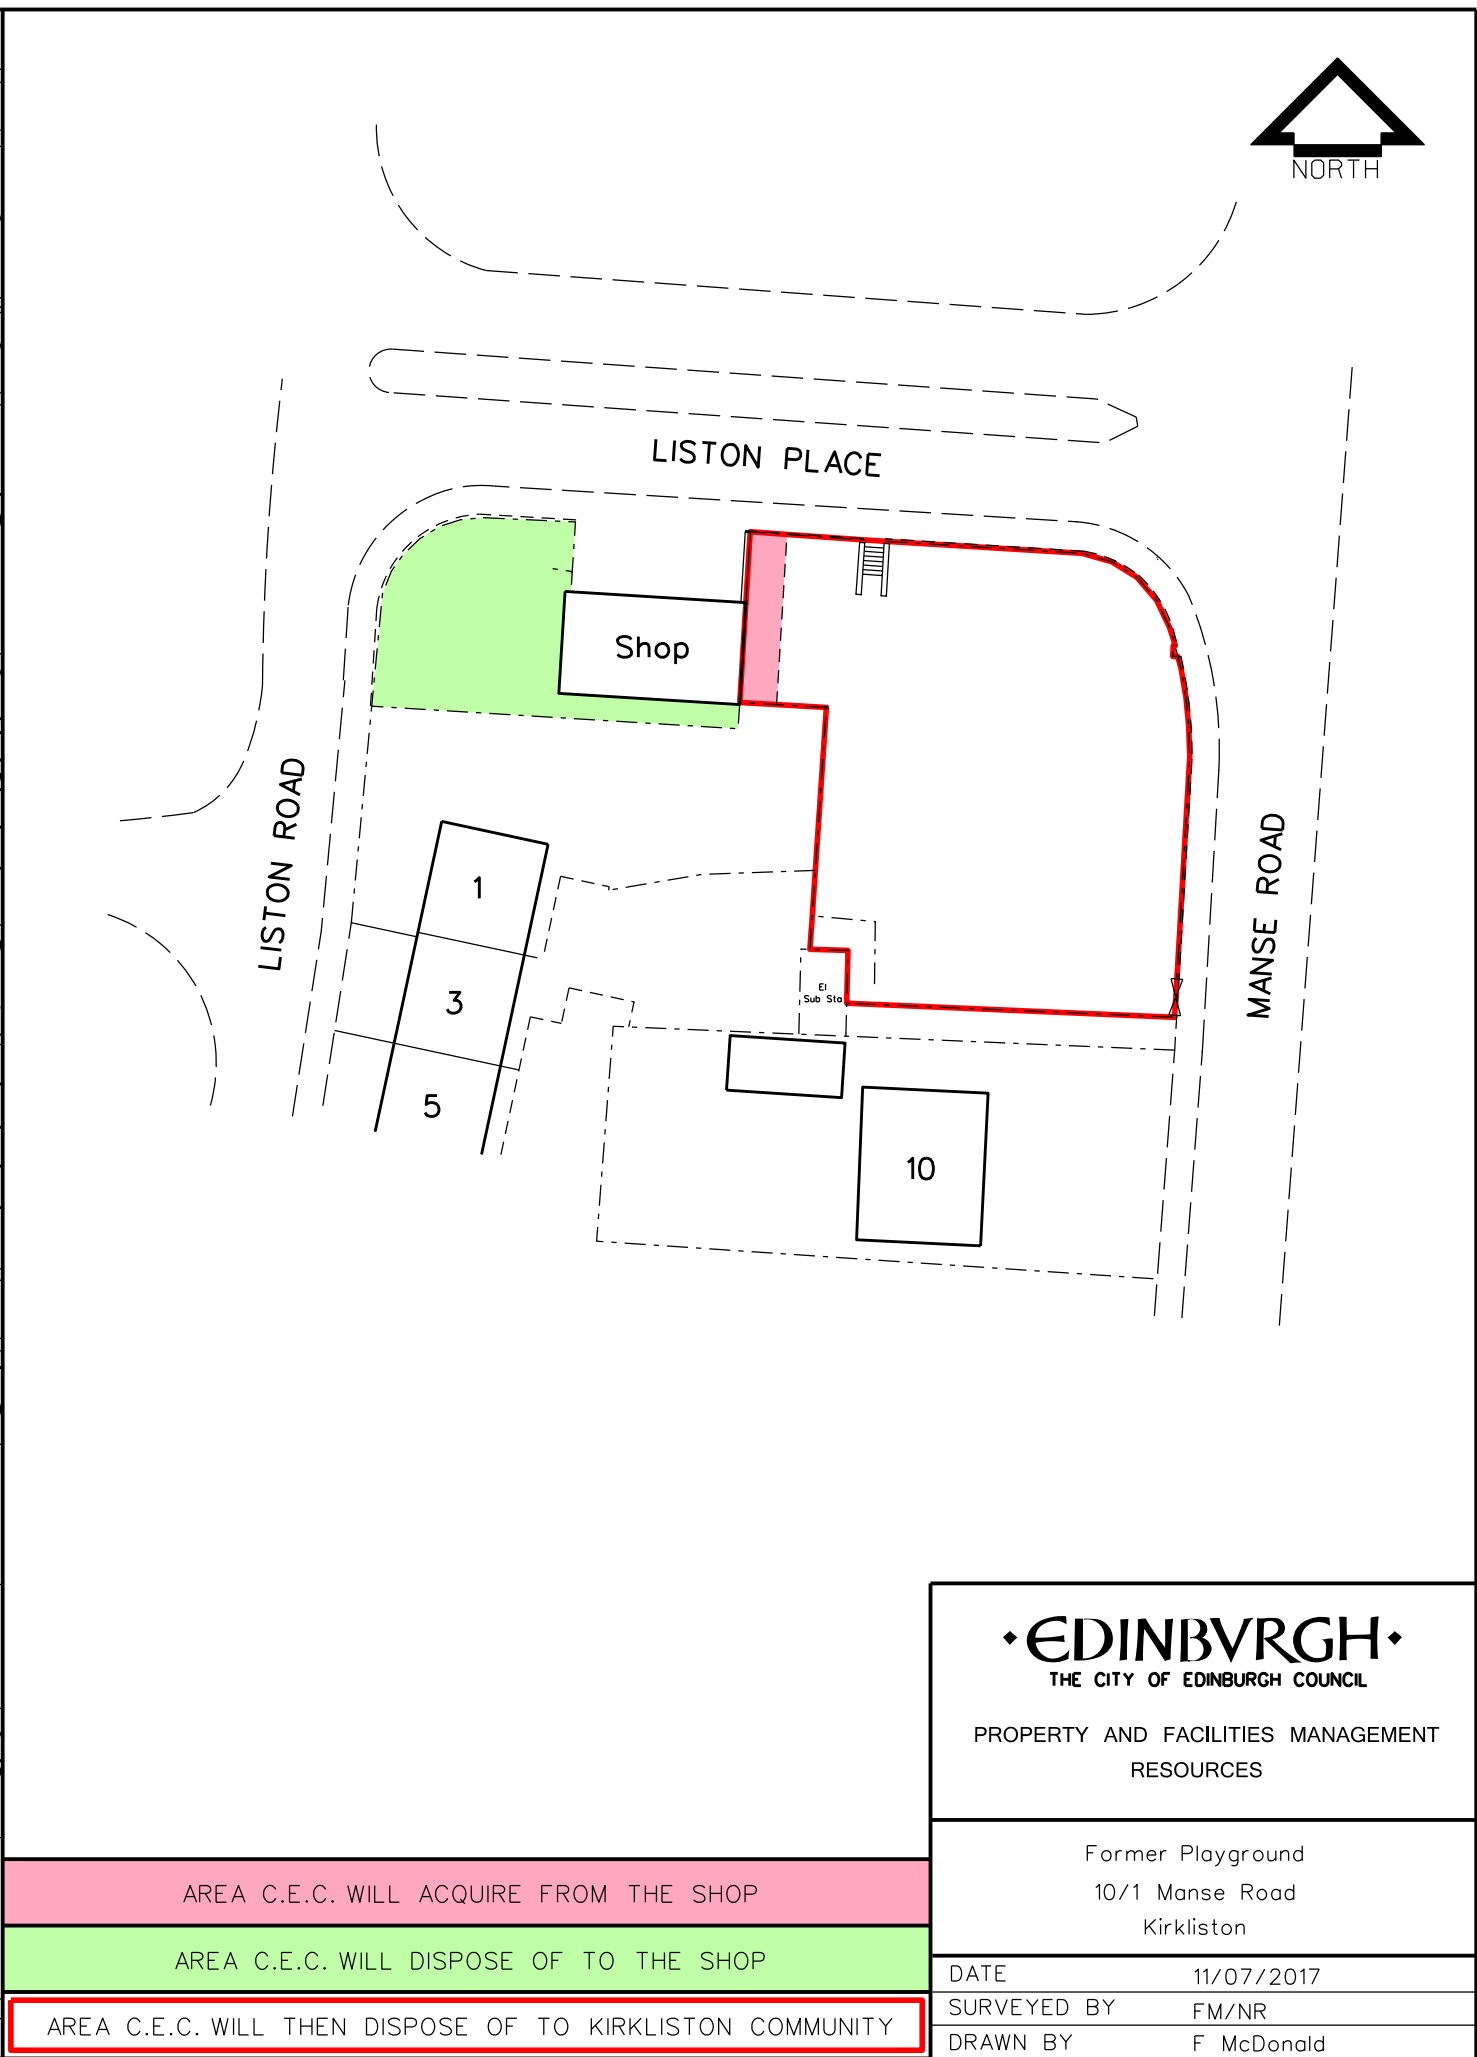 NORTH
LISTON PLACE
Shop
LISTON ROAD
MANSE ROAD
1
3
5
El
Sub Sta
10
·EDINBVRGH·
THE CITY OF EDINBURGH COUNCIL
PROPERTY AND FACILITIES MANAGEMENT
RESOURCES
Former Playground
10/1 Manse Road
Kirkliston
AREA C.E.C. WILL ACQUIRE FROM THE SHOP
AREA C.E.C. WILL DISPOSE OF TO THE SHOP
AREA C.E.C. WILL THEN DISPOSE OF TO KIRKLISTON COMMUNITY
DATE 11/07/2017
SURVEYED BY FM/NR
DRAWN BY F McDonald